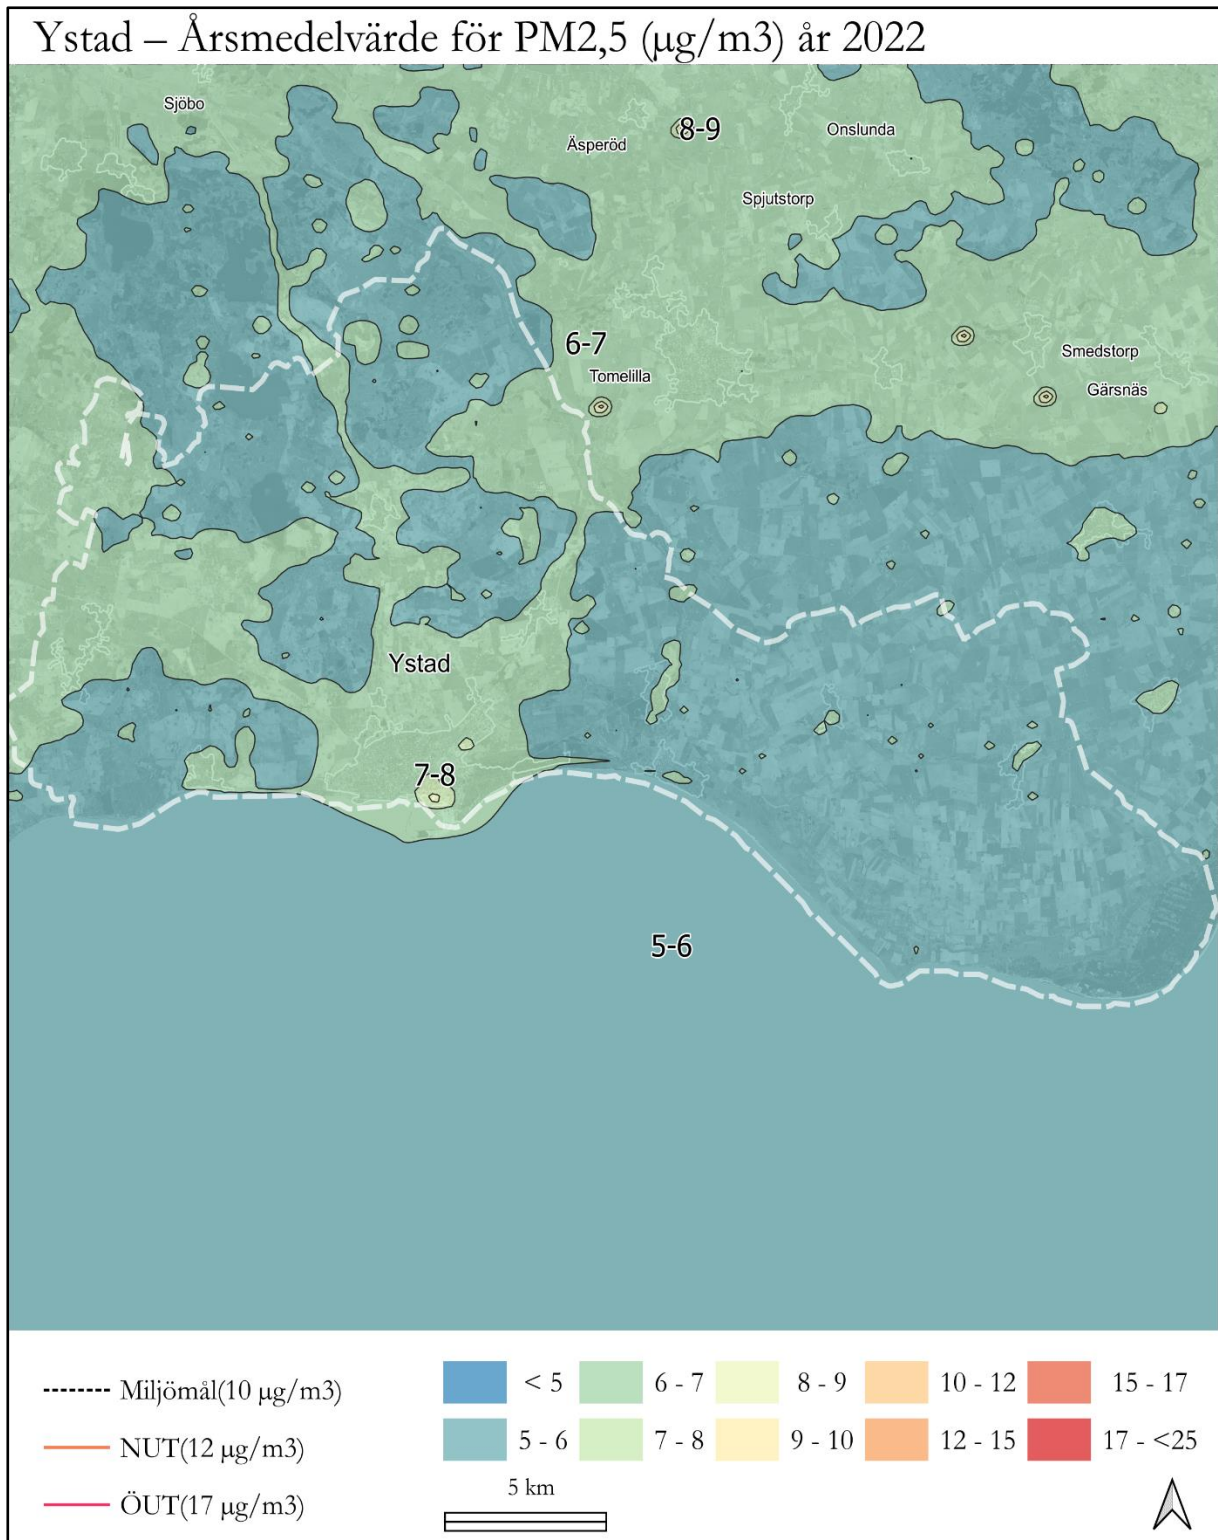 Ystad – Årsmedelvärde för PM2,5 (µg/m3) år 2022
Sjöbo
8-9
Onslunda
Äsperöd
Spjutstorp
6-7
Smedstorp
Tomelilla
Gärsnäs
Ystad
7-8
5-6
Miljömål(10 µg/m3)
NUT(12 µg/m3)
ÖUT(17 µg/m3)
< 5
6 - 7
8 - 9
10 - 12
15 - 17
5 - 6
7 - 8
9 - 10
12 - 15
17 - <25
5 km